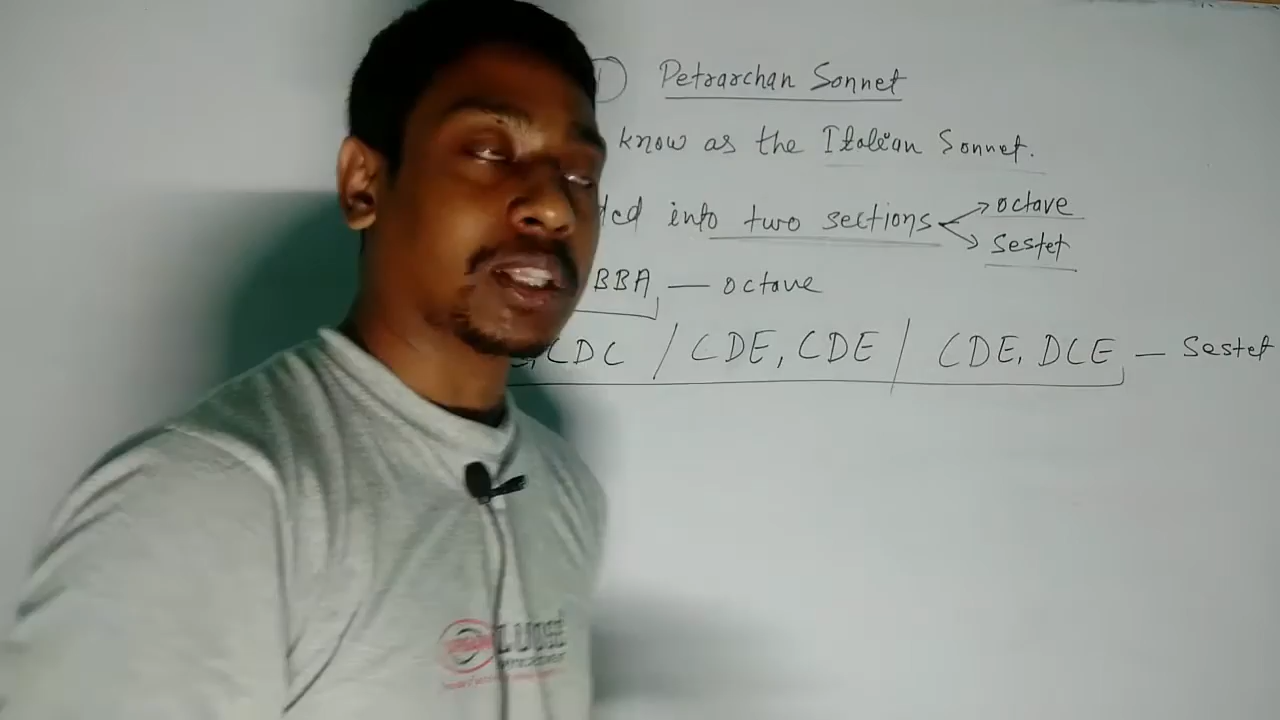 1 Petrarchan Sonnet
know as the Italian Sonnet.
into two sections
octave
Sestet
BBA — octave
CDC / CDE, CDE / CDE, DCE — Sestet